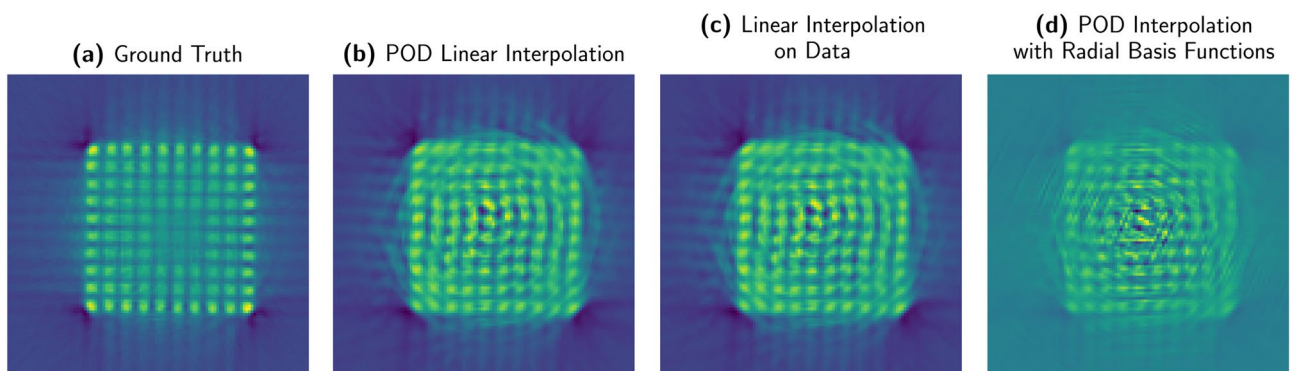 (a) Ground Truth
(b) POD Linear Interpolation
(c) Linear Interpolation
on Data
(d) POD Interpolation
with Radial Basis Functions